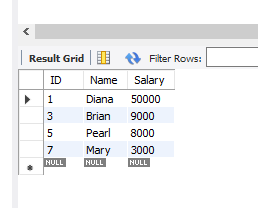 Result Grid Filter Rows:
ID Name Salary
1 Diana 50000
3 Brian 9000
5 Pearl 8000
7 Mary 3000
NULL NULL NULL